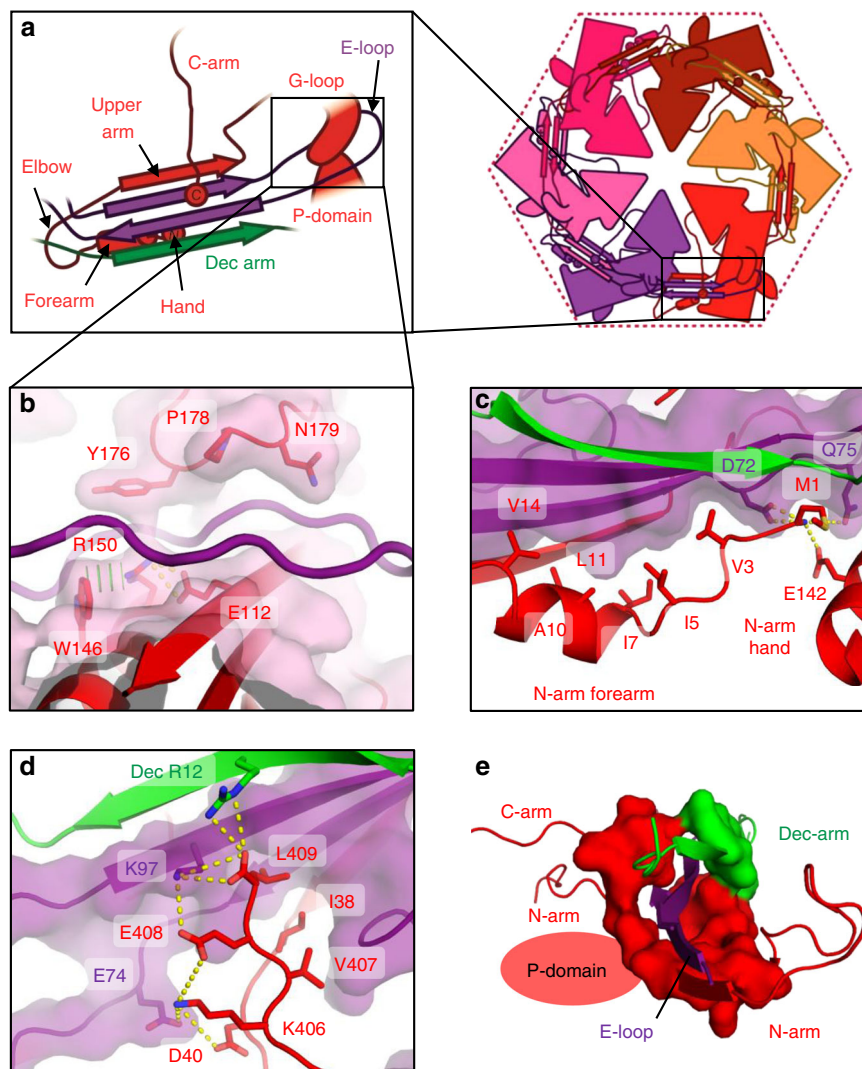 a
C-arm
G-loop
E-loop
Upper
arm
Elbow
C
P-domain
Dec arm
Forearm
Hand
b
P178
N179
Y176
R150
E112
W146
c
Q75
D72
M1
V14
L11
V3
E142
A10
I7
I5
N-arm
hand
N-arm forearm
d
Dec R12
K97
L409
I38
E408
V407
E74
K406
D40
e
C-arm
Dec-arm
N-arm
P-domain
E-loop
N-arm